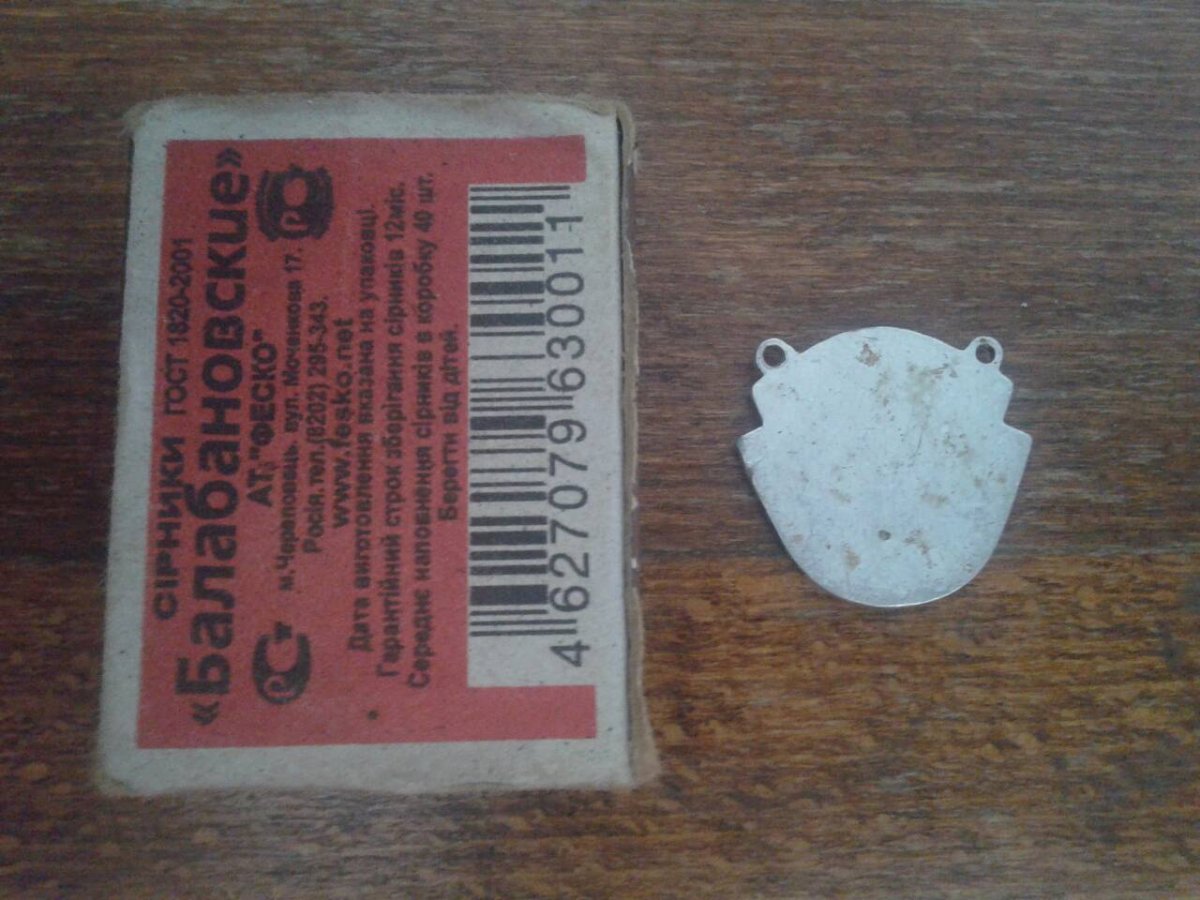 СІРНИКИ ГОСТ 1820-2001
«Балабановские»
АТ "ФЕСКО"
м.Череповець вул. Моченкова 17.
Росія.тел.(8202) 295-343.
www.fesko.net
Дата виготовлення вказана на упаковці.
Гарантійний строк зберігання сірників 12міс.
Середнє наповнення сірників в коробку 40 шт.
Берегти від дітей.
4 627079 630011